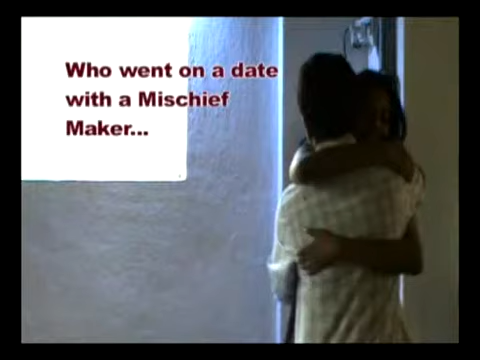 Who went on a date
with a Mischief
Maker...